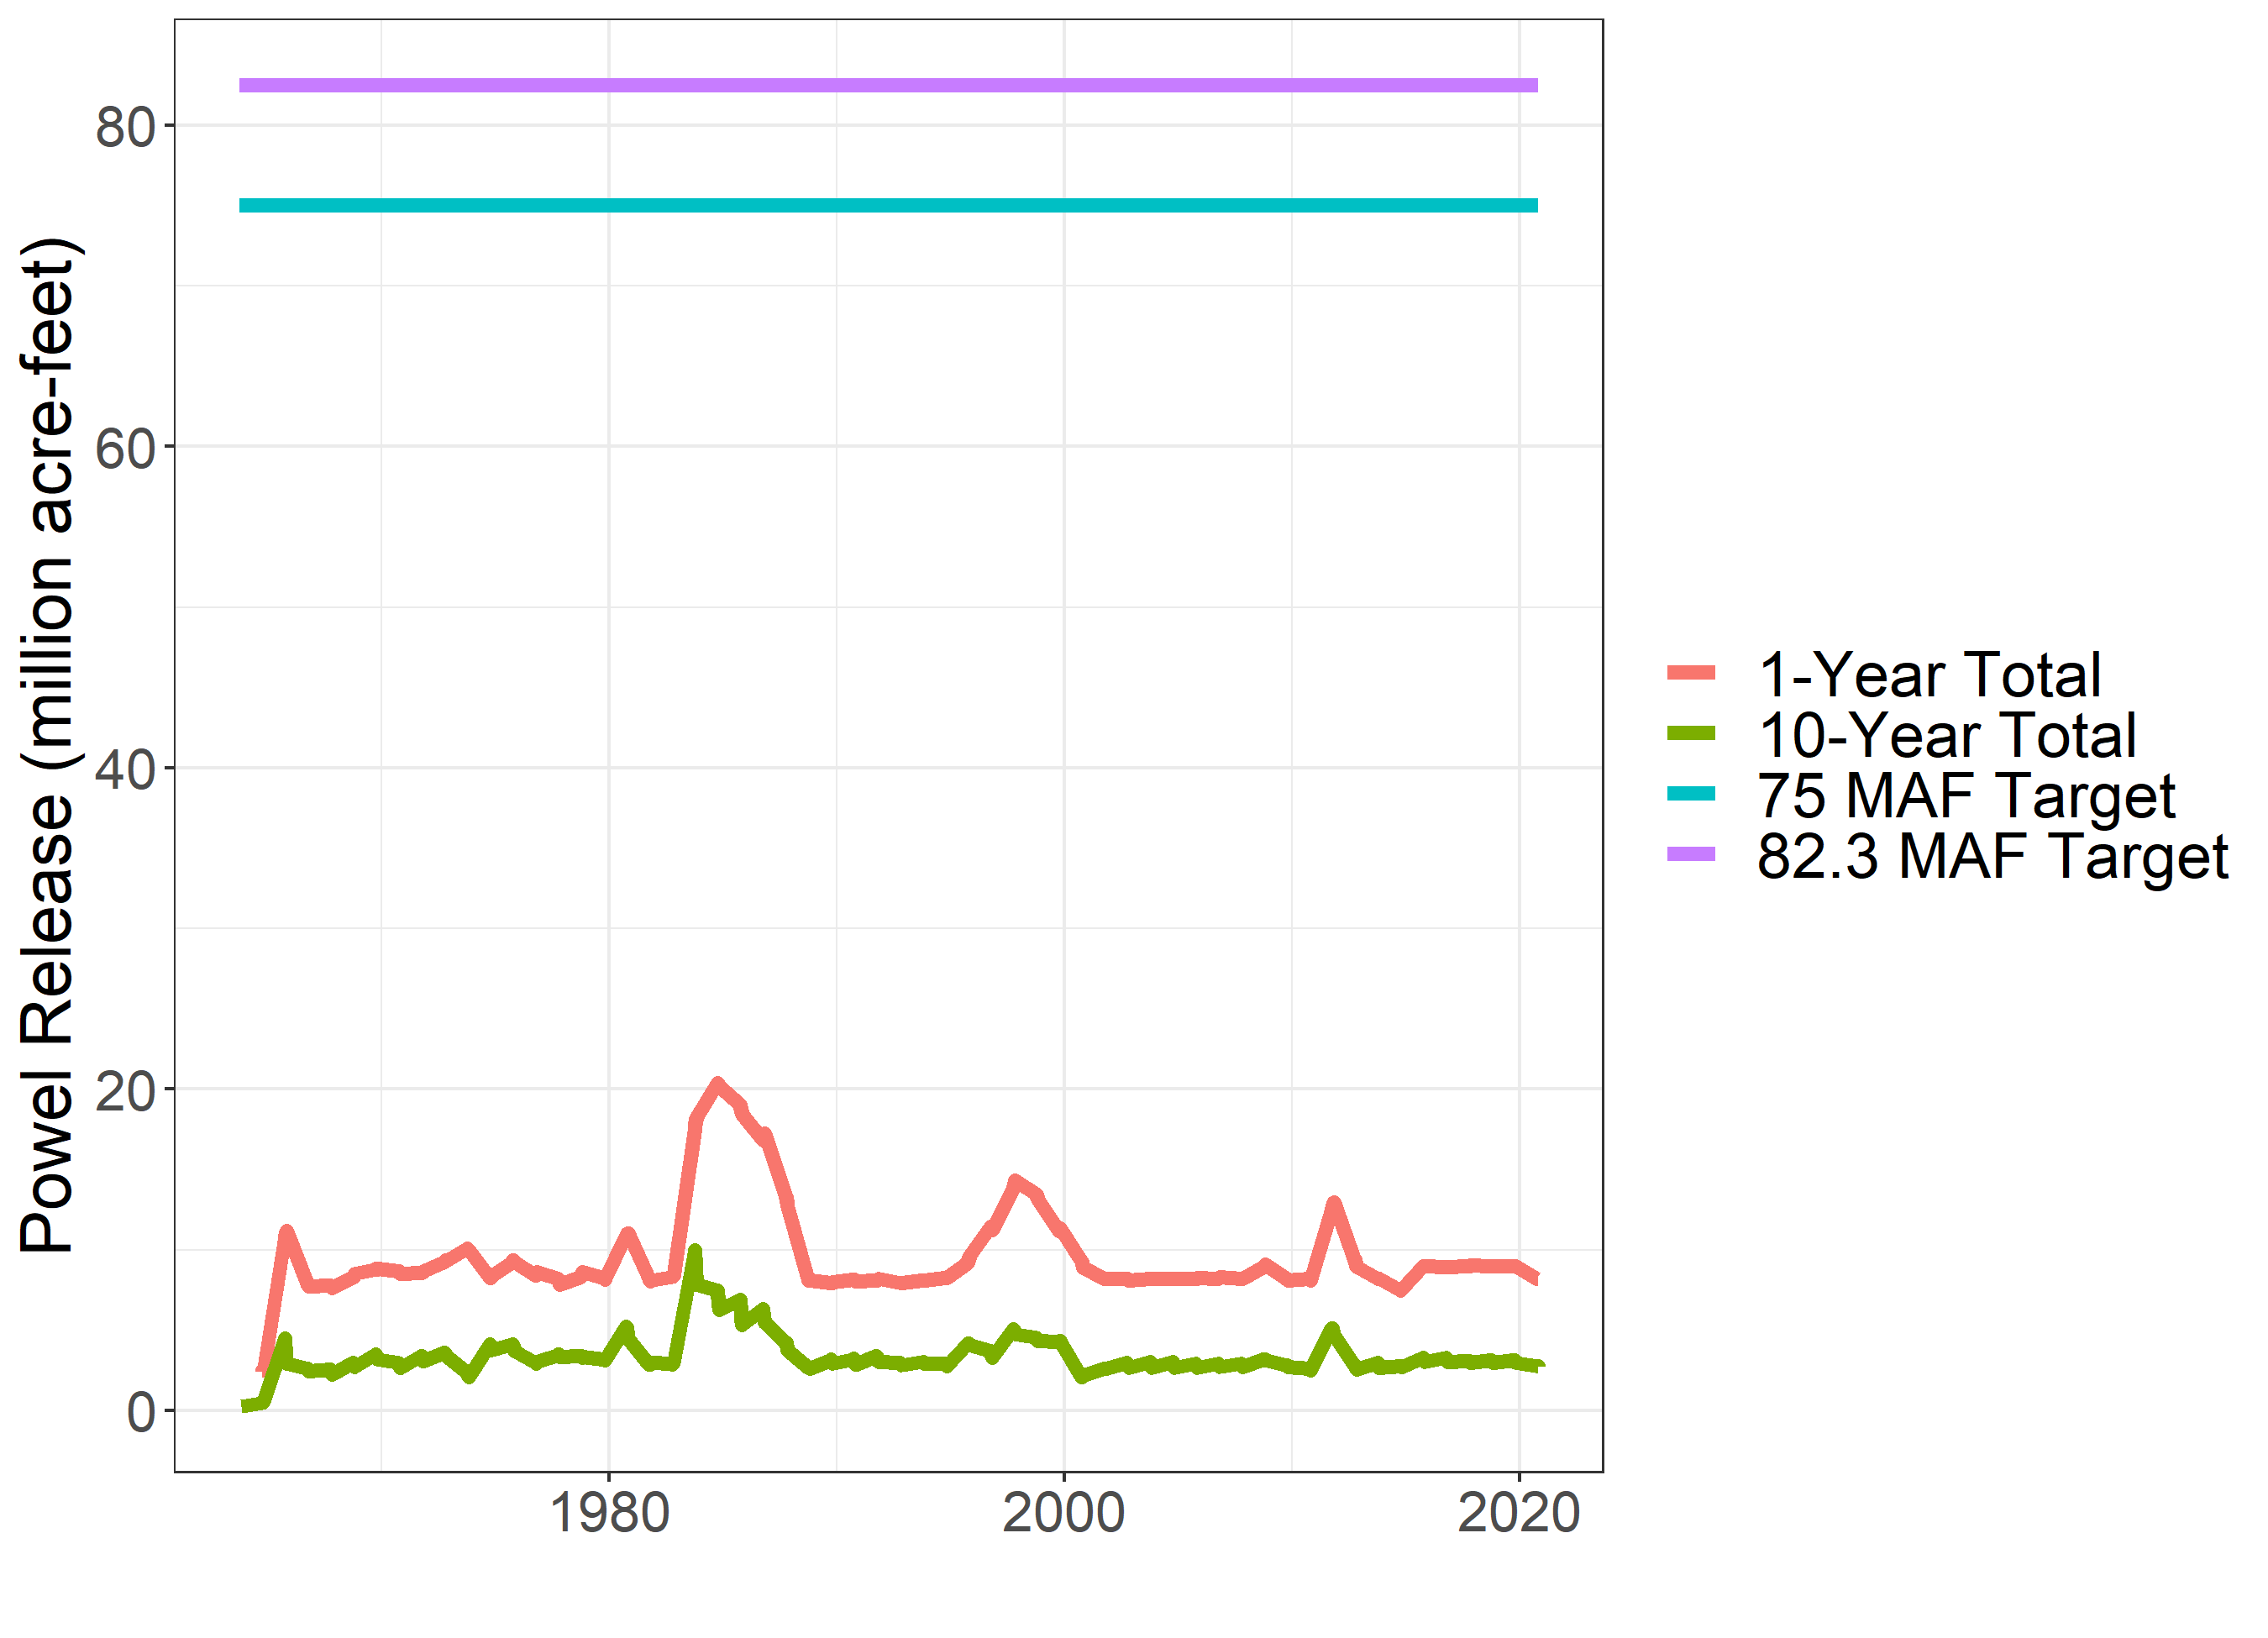 Powel Release (million acre-feet)
80
60
40
20
0
1980
2000
2020
1-Year Total
10-Year Total
75 MAF Target
82.3 MAF Target